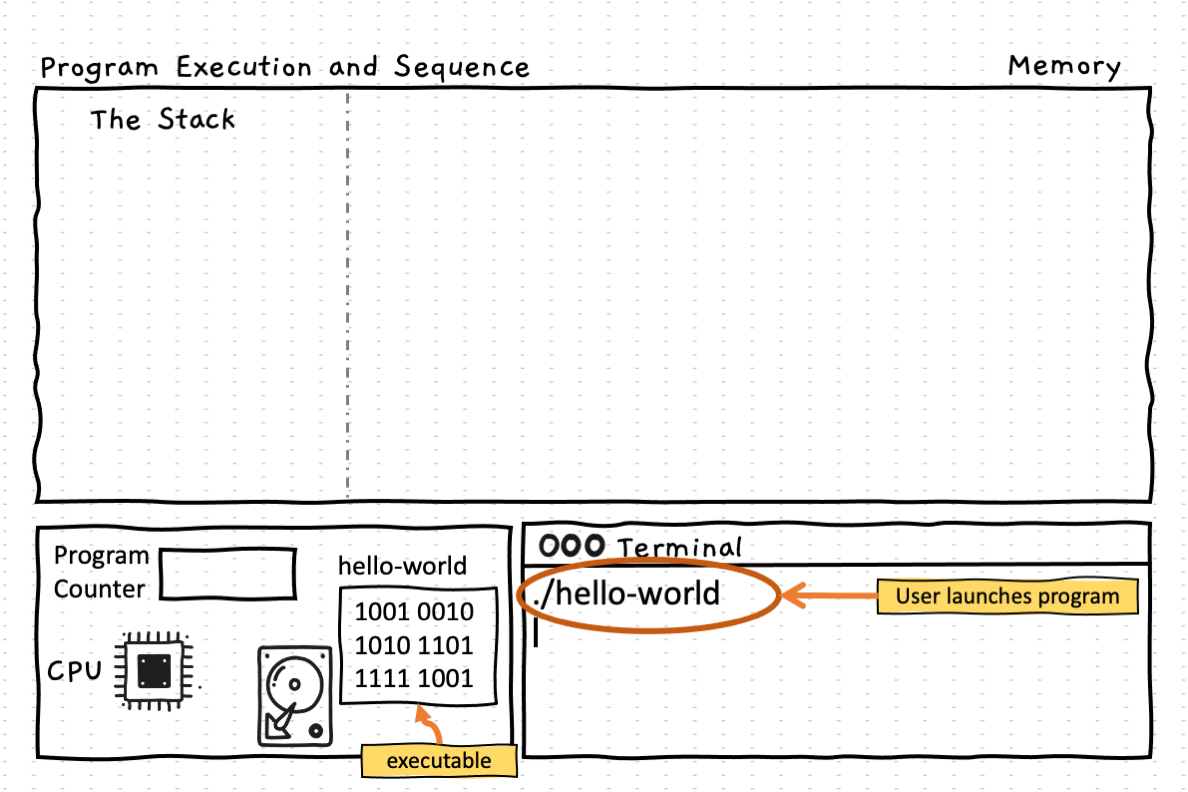 Program Execution and Sequence
Memory
The Stack
Program
Counter
CPU
hello-world
1001 0010
1010 1101
1111 1001
executable
Terminal
./hello-world
User launches program